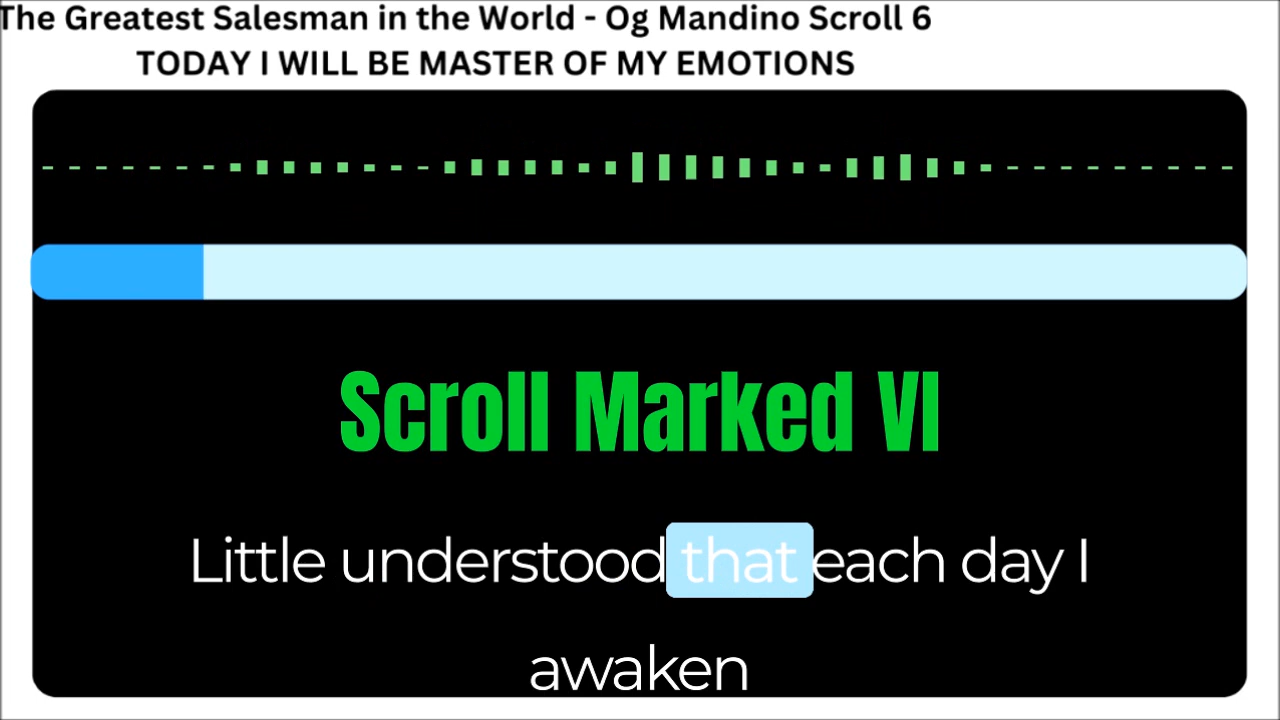 The Greatest Salesman in the World - Og Mandino Scroll 6
TODAY I WILL BE MASTER OF MY EMOTIONS
Scroll Marked VI
Little understood that each day I
awaken